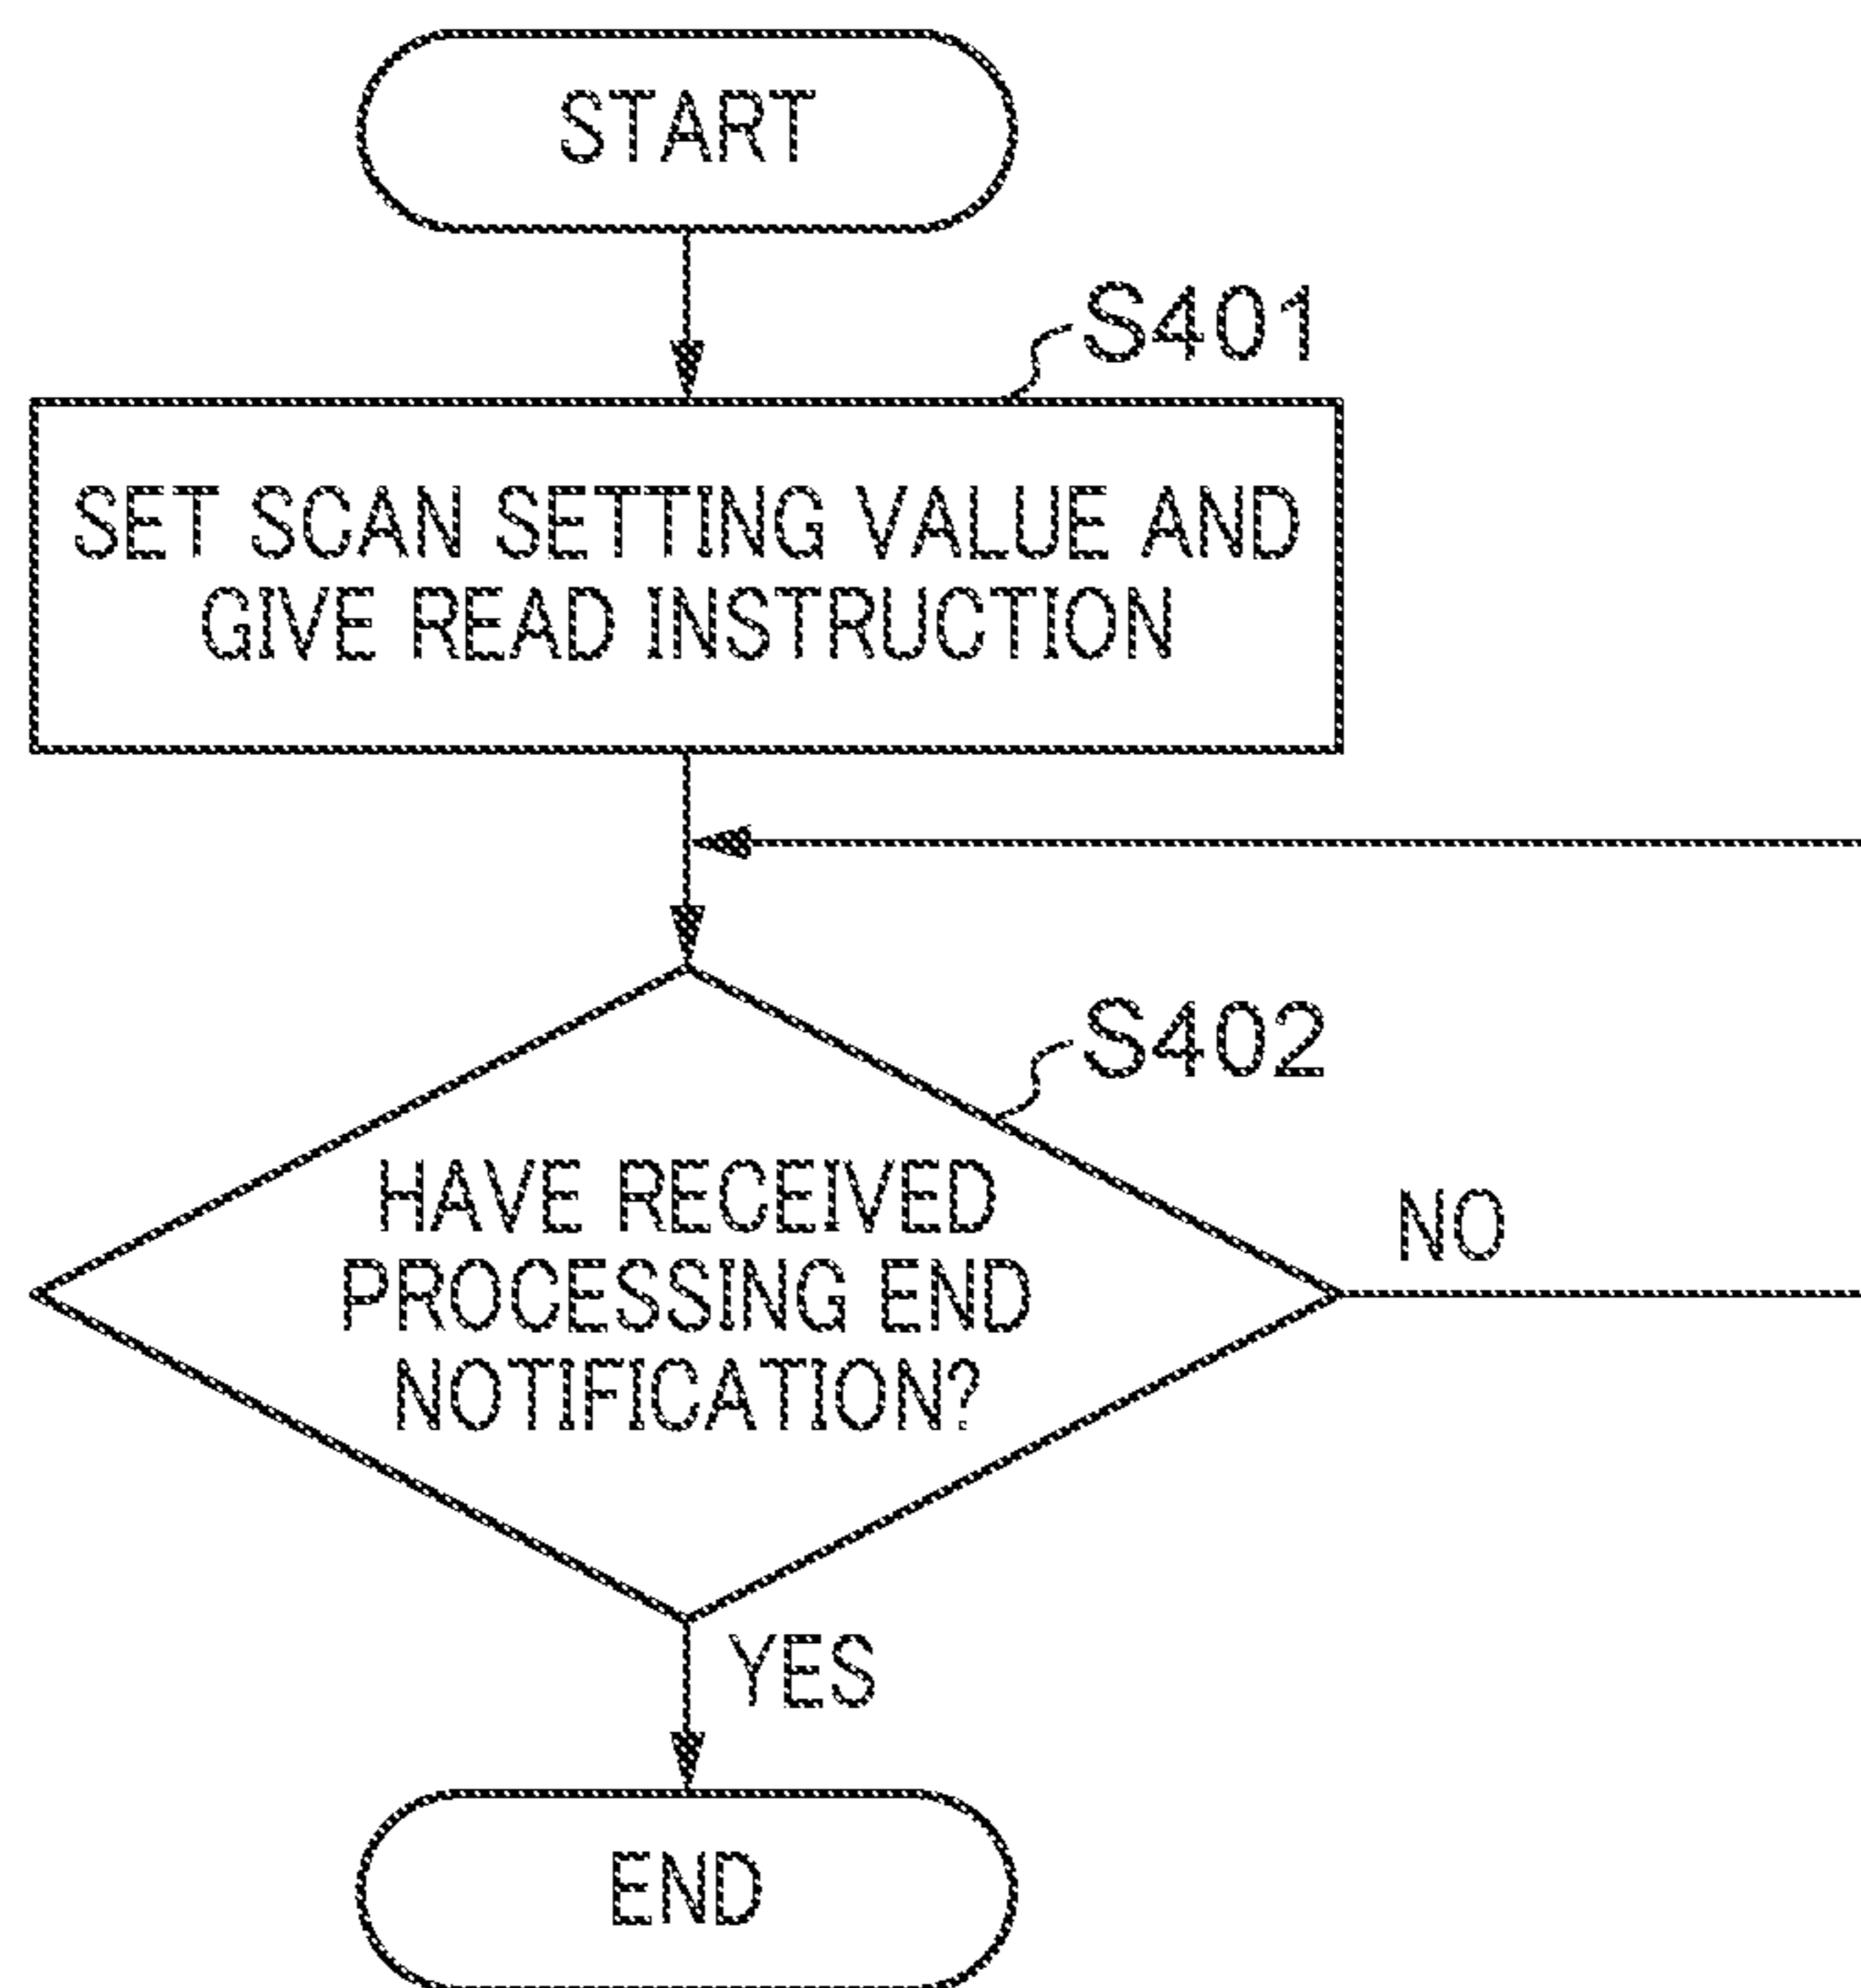 START
S401
SET SCAN SETTING VALUE AND
GIVE READ INSTRUCTION
S402
HAVE RECEIVED
PROCESSING END
NOTIFICATION?
NO
YES
END